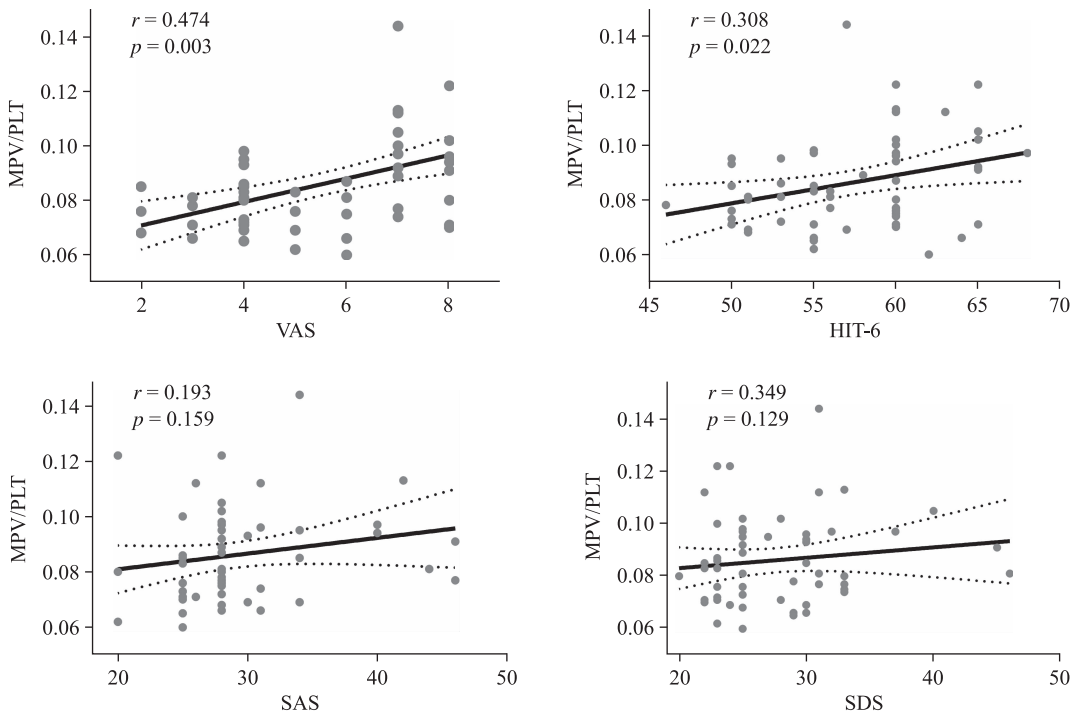 r = 0.474
p = 0.003
0.14
0.12
0.10
0.08
0.06
MPV/PLT
2 4 6 8
VAS
r = 0.308
p = 0.022
0.14
0.12
0.10
0.08
0.06
MPV/PLT
45 50 55 60 65 70
HIT-6
r = 0.193
p = 0.159
0.14
0.12
0.10
0.08
0.06
MPV/PLT
20 30 40 50
SAS
r = 0.349
p = 0.129
0.14
0.12
0.10
0.08
0.06
MPV/PLT
20 30 40 50
SDS